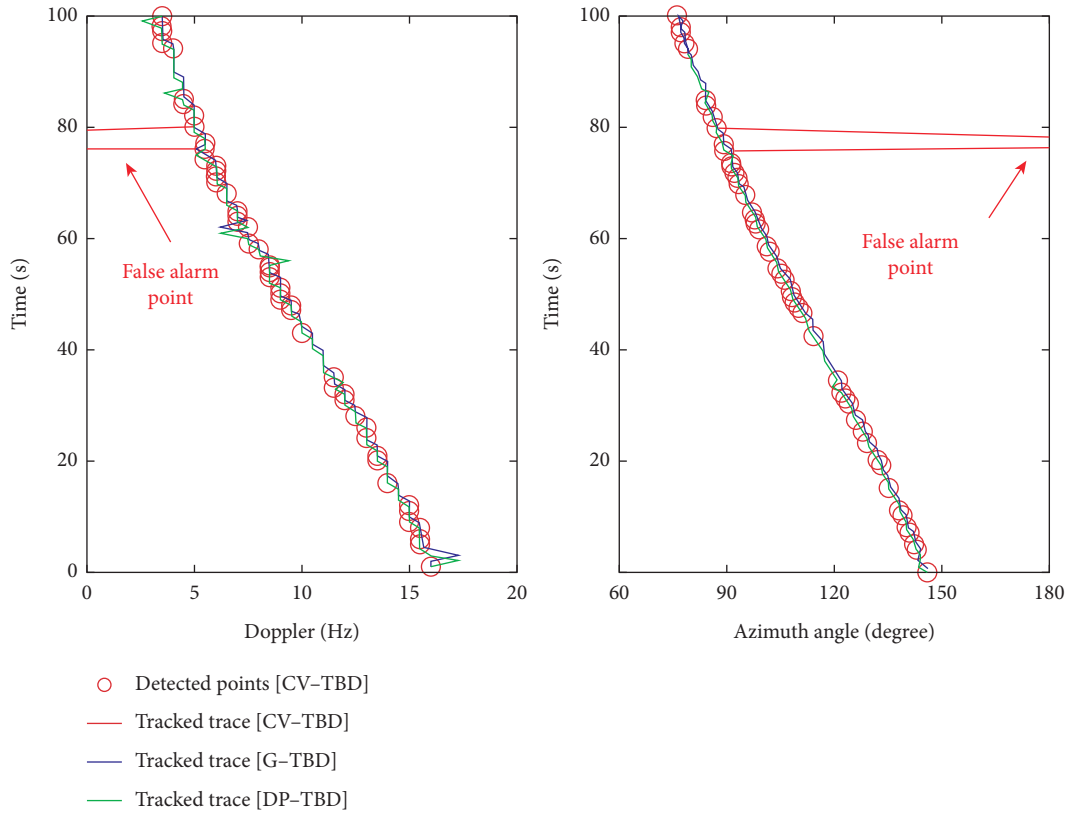 100
80
60
40
20
0
Time (s)
0
5
10
15
20
Doppler (Hz)
False alarm
point
100
80
60
40
20
0
Time (s)
60
90
120
150
180
Azimuth angle (degree)
False alarm
point
Detected points [CV–TBD]
Tracked trace [CV–TBD]
Tracked trace [G–TBD]
Tracked trace [DP–TBD]